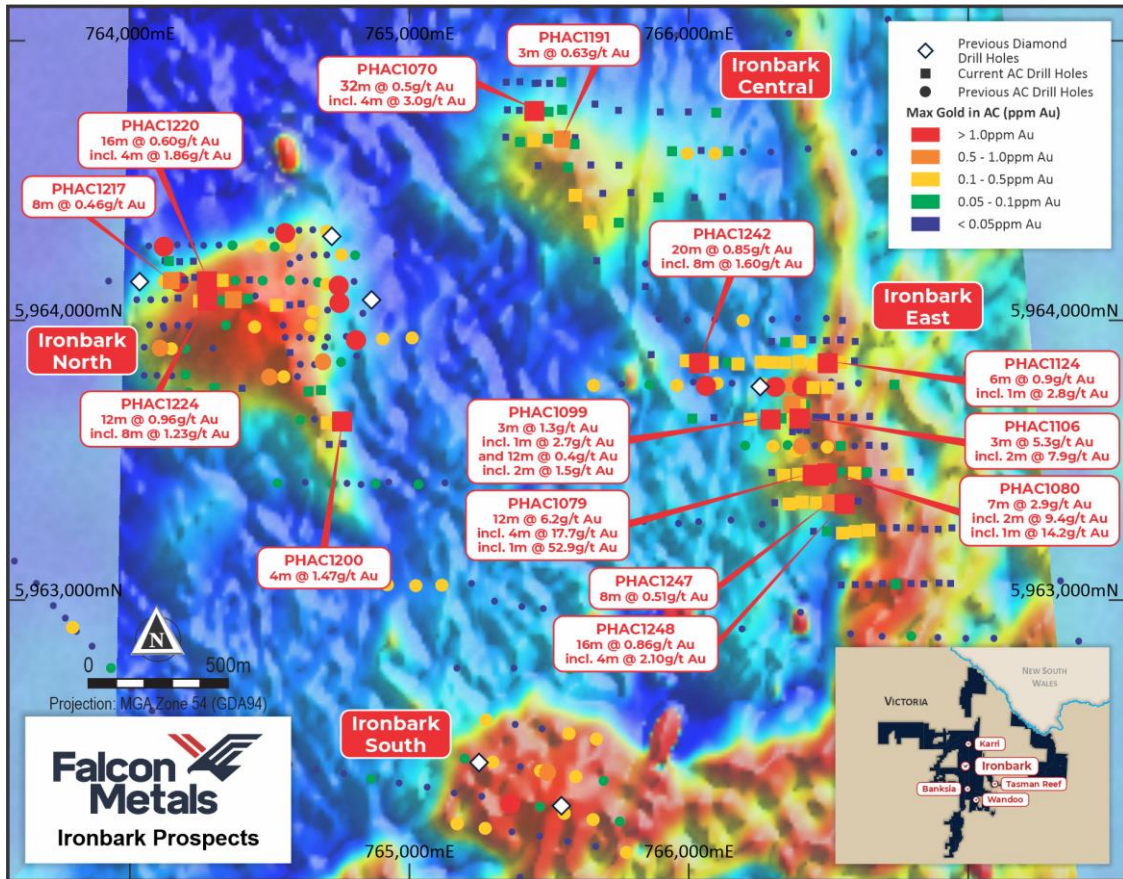 764,000mE
765,000mE
766,000mE
PHAC1191
3m @ 0.63g/t Au
PHAC1070
32m @ 0.5g/t Au
incl. 4m @ 3.0g/t Au
Ironbark
Central
Previous Diamond
Drill Holes
Current AC Drill Holes
Previous AC Drill Holes
Max Gold in AC (ppm Au)
> 1.0ppm Au
0.5 - 1.0ppm Au
0.1 - 0.5ppm Au
0.05 - 0.1ppm Au
< 0.05ppm Au
PHAC1220
16m @ 0.60g/t Au
incl. 4m @ 1.86g/t Au
PHAC1217
8m @ 0.46g/t Au
PHAC1242
20m @ 0.85g/t Au
incl. 8m @ 1.60g/t Au
5,964,000mN
5,964,000mN
Ironbark
North
Ironbark
East
PHAC1224
12m @ 0.96g/t Au
incl. 8m @ 1.23g/t Au
PHAC1099
3m @ 1.3g/t Au
incl. 1m @ 2.7g/t Au
and 12m @ 0.4g/t Au
incl. 2m @ 1.5g/t Au
PHAC1124
6m @ 0.9g/t Au
incl. 1m @ 2.8g/t Au
PHAC1106
3m @ 5.3g/t Au
incl. 2m @ 7.9g/t Au
PHAC1079
12m @ 6.2g/t Au
incl. 4m @ 17.7g/t Au
incl. 1m @ 52.9g/t Au
PHAC1080
7m @ 2.9g/t Au
incl. 2m @ 9.4g/t Au
incl. 1m @ 14.2g/t Au
PHAC1200
4m @ 1.47g/t Au
PHAC1247
8m @ 0.51g/t Au
5,963,000mN
5,963,000mN
PHAC1248
16m @ 0.86g/t Au
incl. 4m @ 2.10g/t Au
N
0
500m
Projection: MGA Zone 54 (GDA94)
Ironbark
South
Falcon
Metals
Ironbark Prospects
NEW SOUTH
WALES
VICTORIA
Karri
Ironbark
Tasman Reef
Banksia
Wandoo
765,000mE
766,000mE